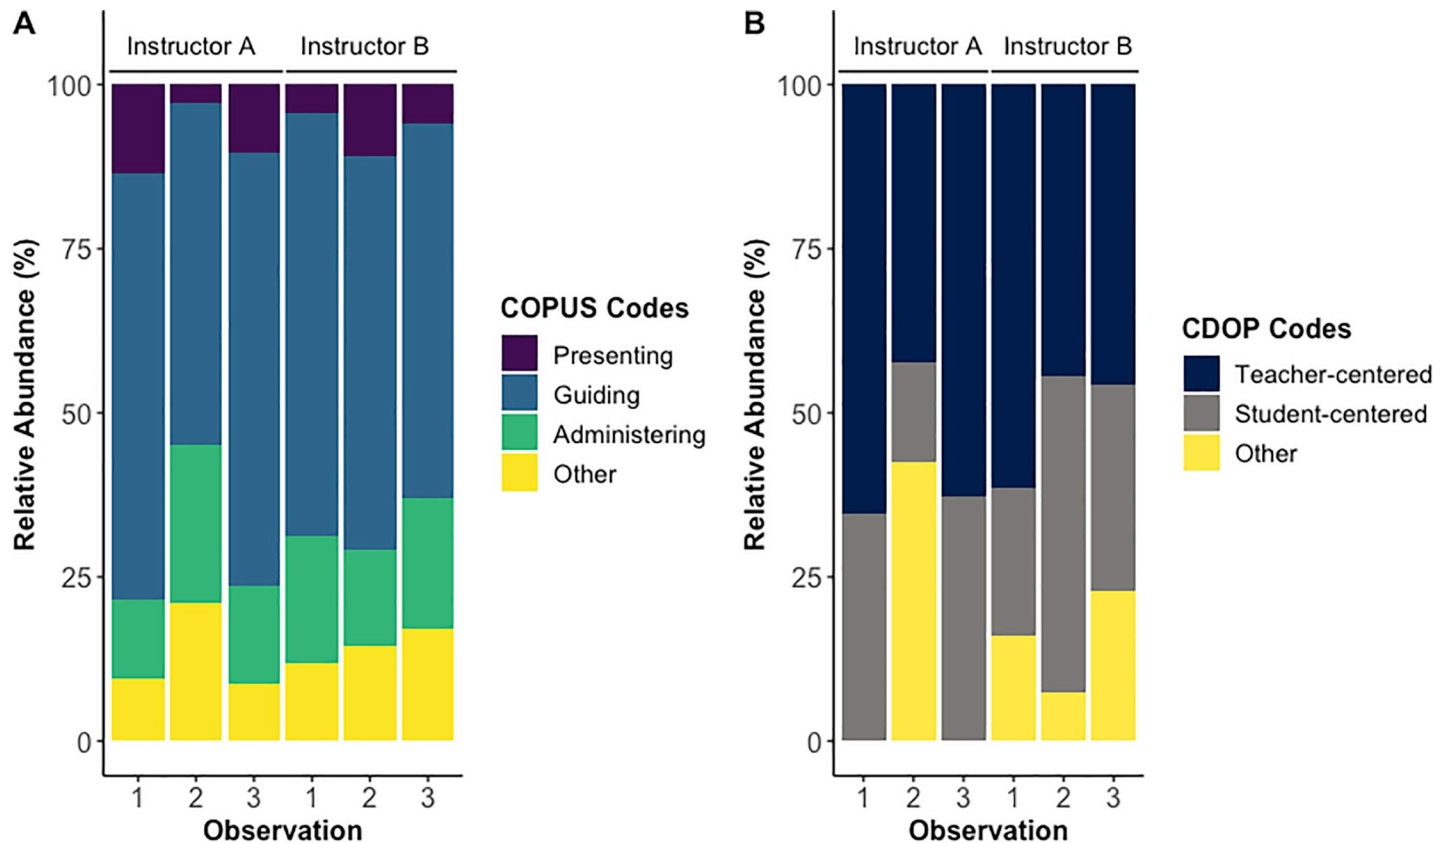 A
Instructor A
Instructor B
100
75
50
25
0
Relative Abundance (%)
1
2
3
1
2
3
Observation
COPUS Codes
Presenting
Guiding
Administering
Other
B
Instructor A
Instructor B
100
75
50
25
0
Relative Abundance (%)
1
2
3
1
2
3
Observation
CDOP Codes
Teacher-centered
Student-centered
Other